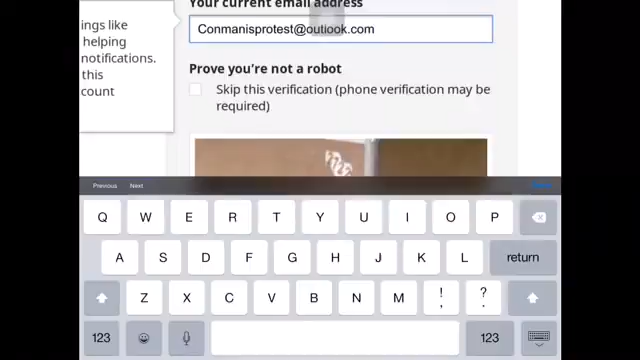 Your current email address
ings like
helping
notifications.
this
count
Conmanisprotest@outlook.com
Prove you're not a robot
Skip this verification (phone verification may be
required)
Previous Next
Q W E R T Y U I O P
A S D F G H J K L return
Z X C V B N M ! , ? .
123 123